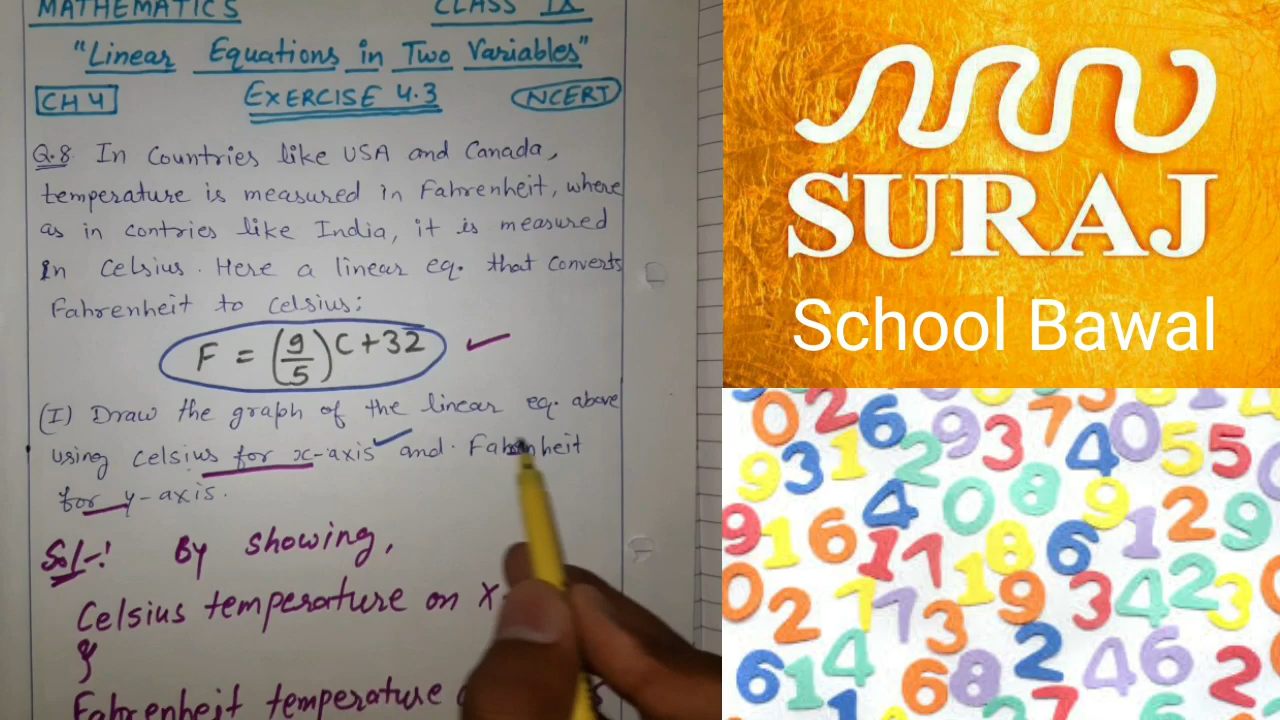 MATHEMATICS CLASS IX
"Linear Equations in Two Variables"
CH 4 EXERCISE 4.3 NCERT
Q.8 In Countries like USA and Canada,
temperature is measured in Fahrenheit, where
as in contries like India, it is measured
In Celsius. Here a linear eq. that converts
Fahrenheit to Celsius:
F = (9/5) C + 32
(I) Draw the graph of the linear eq. above
using celsius for x-axis and Fahrenheit
for y-axis.
Sol-: By showing,
Celsius temperature on X-
&
Fahrenheit temperature
SURAJ
School Bawal